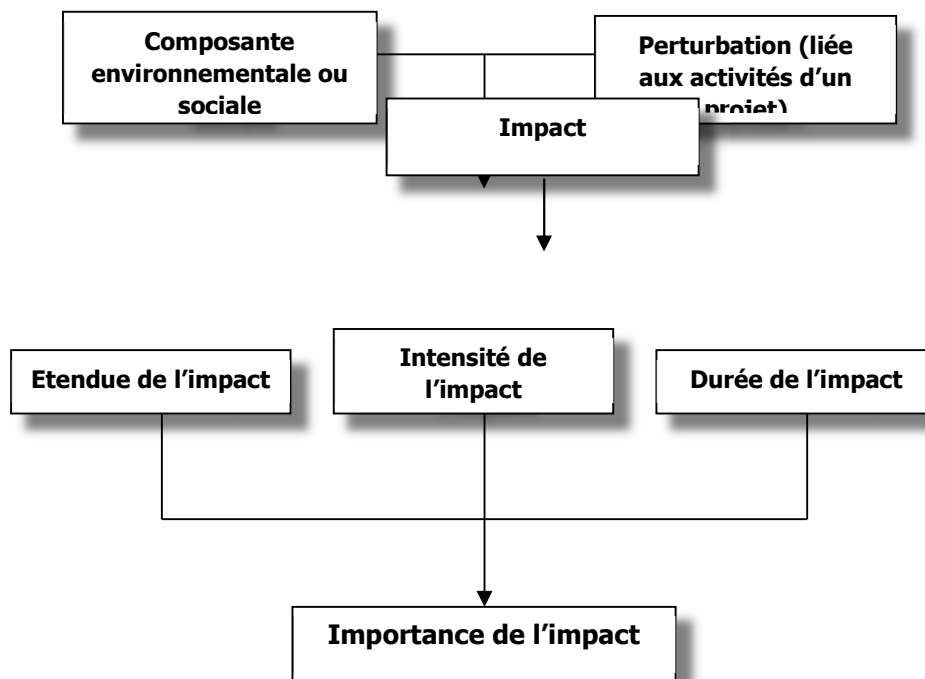 Composante
environnementale ou
sociale
Perturbation (liée
aux activités d’un
projet)
Impact
Etendue de l’impact
Intensité de
l’impact
Durée de l’impact
Importance de l’impact